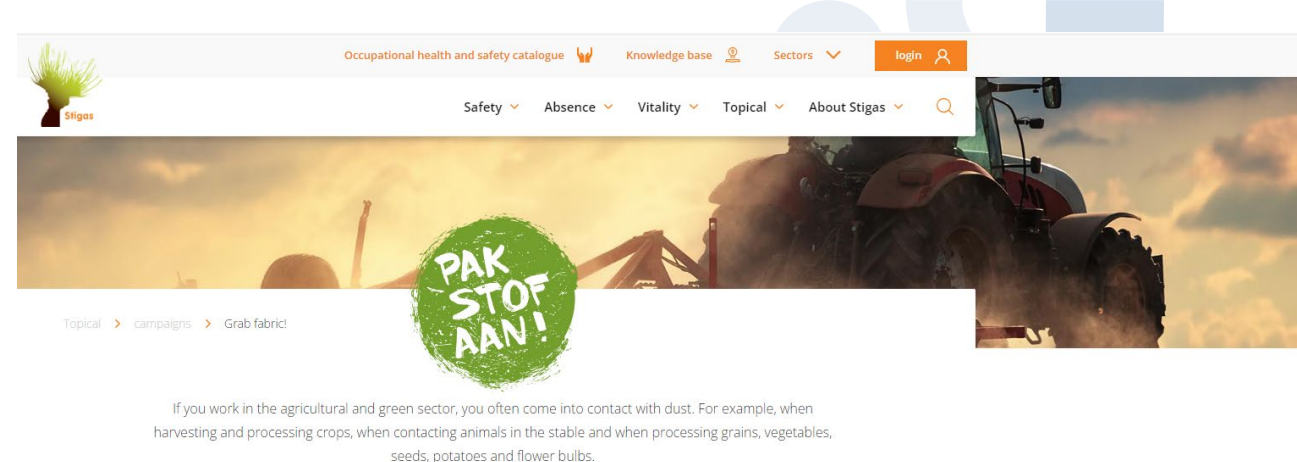 Occupational health and safety catalogue Knowledge base Sectors login
Stigas
Safety Absence Vitality Topical About Stigas
PAK
STOF
AAN!
Topical > campaigns > Grab fabric!
If you work in the agricultural and green sector, you often come into contact with dust. For example, when
harvesting and processing crops, when contacting animals in the stable and when processing grains, vegetables,
seeds, potatoes and flower bulbs.